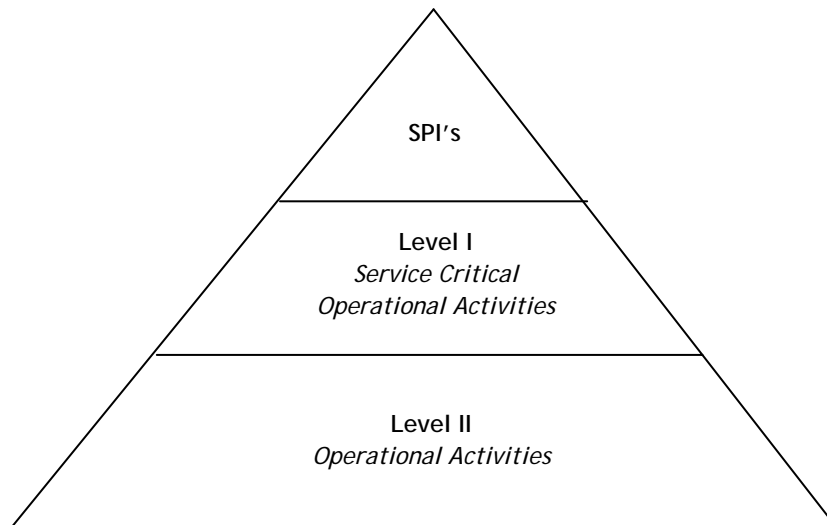 SPI's
Level I
Service Critical
Operational Activities
Level II
Operational Activities